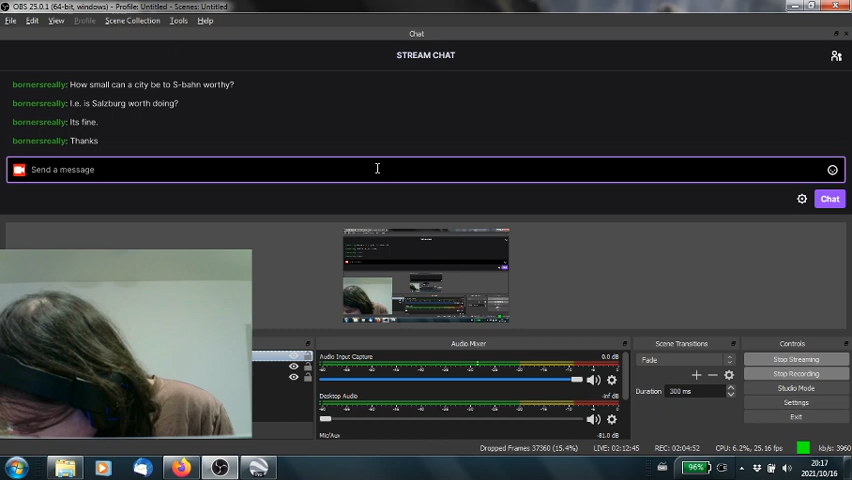 OBS 25.0.1 (64-bit, windows) - Profile: Untitled - Scenes: Untitled
File Edit View Profile Scene Collection Tools Help
Chat
STREAM CHAT
bornersreally: How small can a city be to S-bahn worthy?
bornersreally: I.e. is Salzburg worth doing?
bornersreally: Its fine.
bornersreally: Thanks
Send a message
Chat
Audio Mixer
Scene Transitions
Controls
Audio Input Capture 0.0 dB
Fade
Stop Streaming
Stop Recording
Duration 300 ms
Studio Mode
Desktop Audio -inf dB
Settings
Exit
Mic/Aux -81.0 dB
Dropped Frames 37360 (15.4%) LIVE: 02:12:45 REC: 02:04:52 CPU: 6.2%, 25.16 fps kb/s: 3960
96%
20:17
2021/10/16